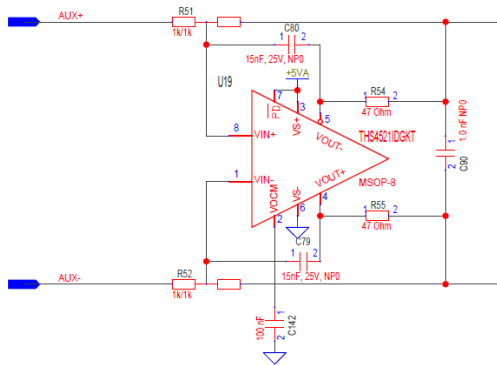 AUX+
R51
1k/1k
C80
1
2
15nF, 25V, NP0
+5VA
U19
7
PD
3
VS+
5
VOUT-
R54
1
2
47 Ohm
THS4521IDGKT
8
VIN+
1
VIN-
MSOP-8
1
1.0 nF NP0
C90
2
VOCM
2
VS-
6
VOUT+
4
R55
1
2
47 Ohm
C79
1
2
15nF, 25V, NP0
AUX-
R52
1k/1k
100 nF
1
C142
2